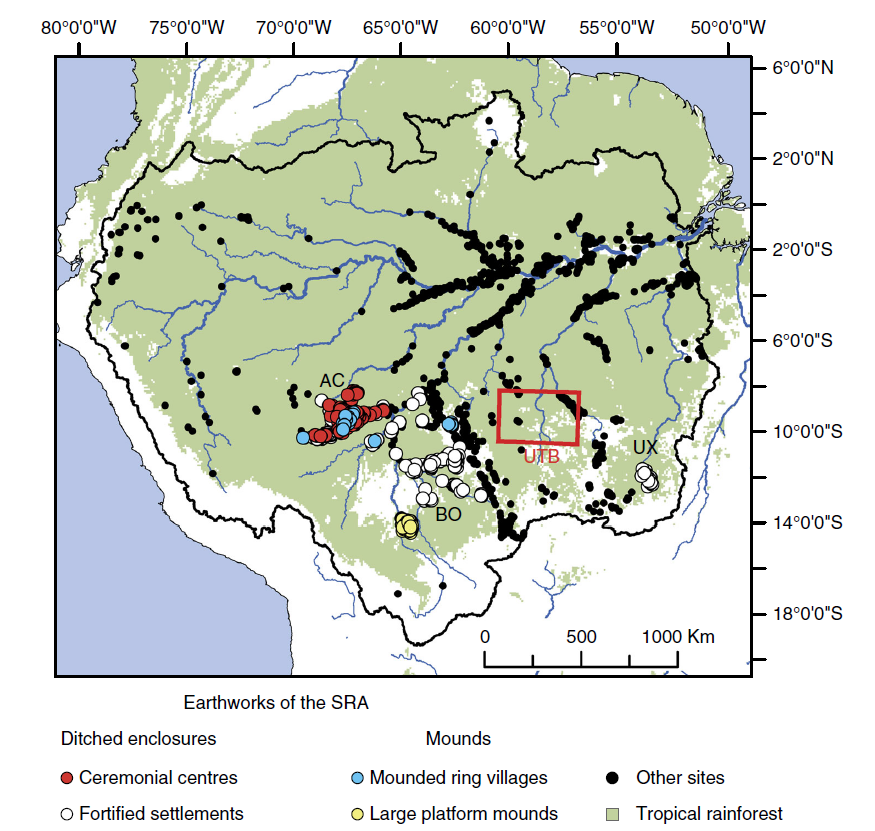 80°0'0"W 75°0'0"W 70°0'0"W 65°0'0"W 60°0'0"W 55°0'0"W 50°0'0"W
6°0'0"N
2°0'0"N
2°0'0"S
6°0'0"S
AC
10°0'0"S
UX
UTB
BO
14°0'0"S
18°0'0"S
0 500 1000 Km
Earthworks of the SRA
Ditched enclosures Mounds
Ceremonial centres Mounded ring villages Other sites
Fortified settlements Large platform mounds Tropical rainforest